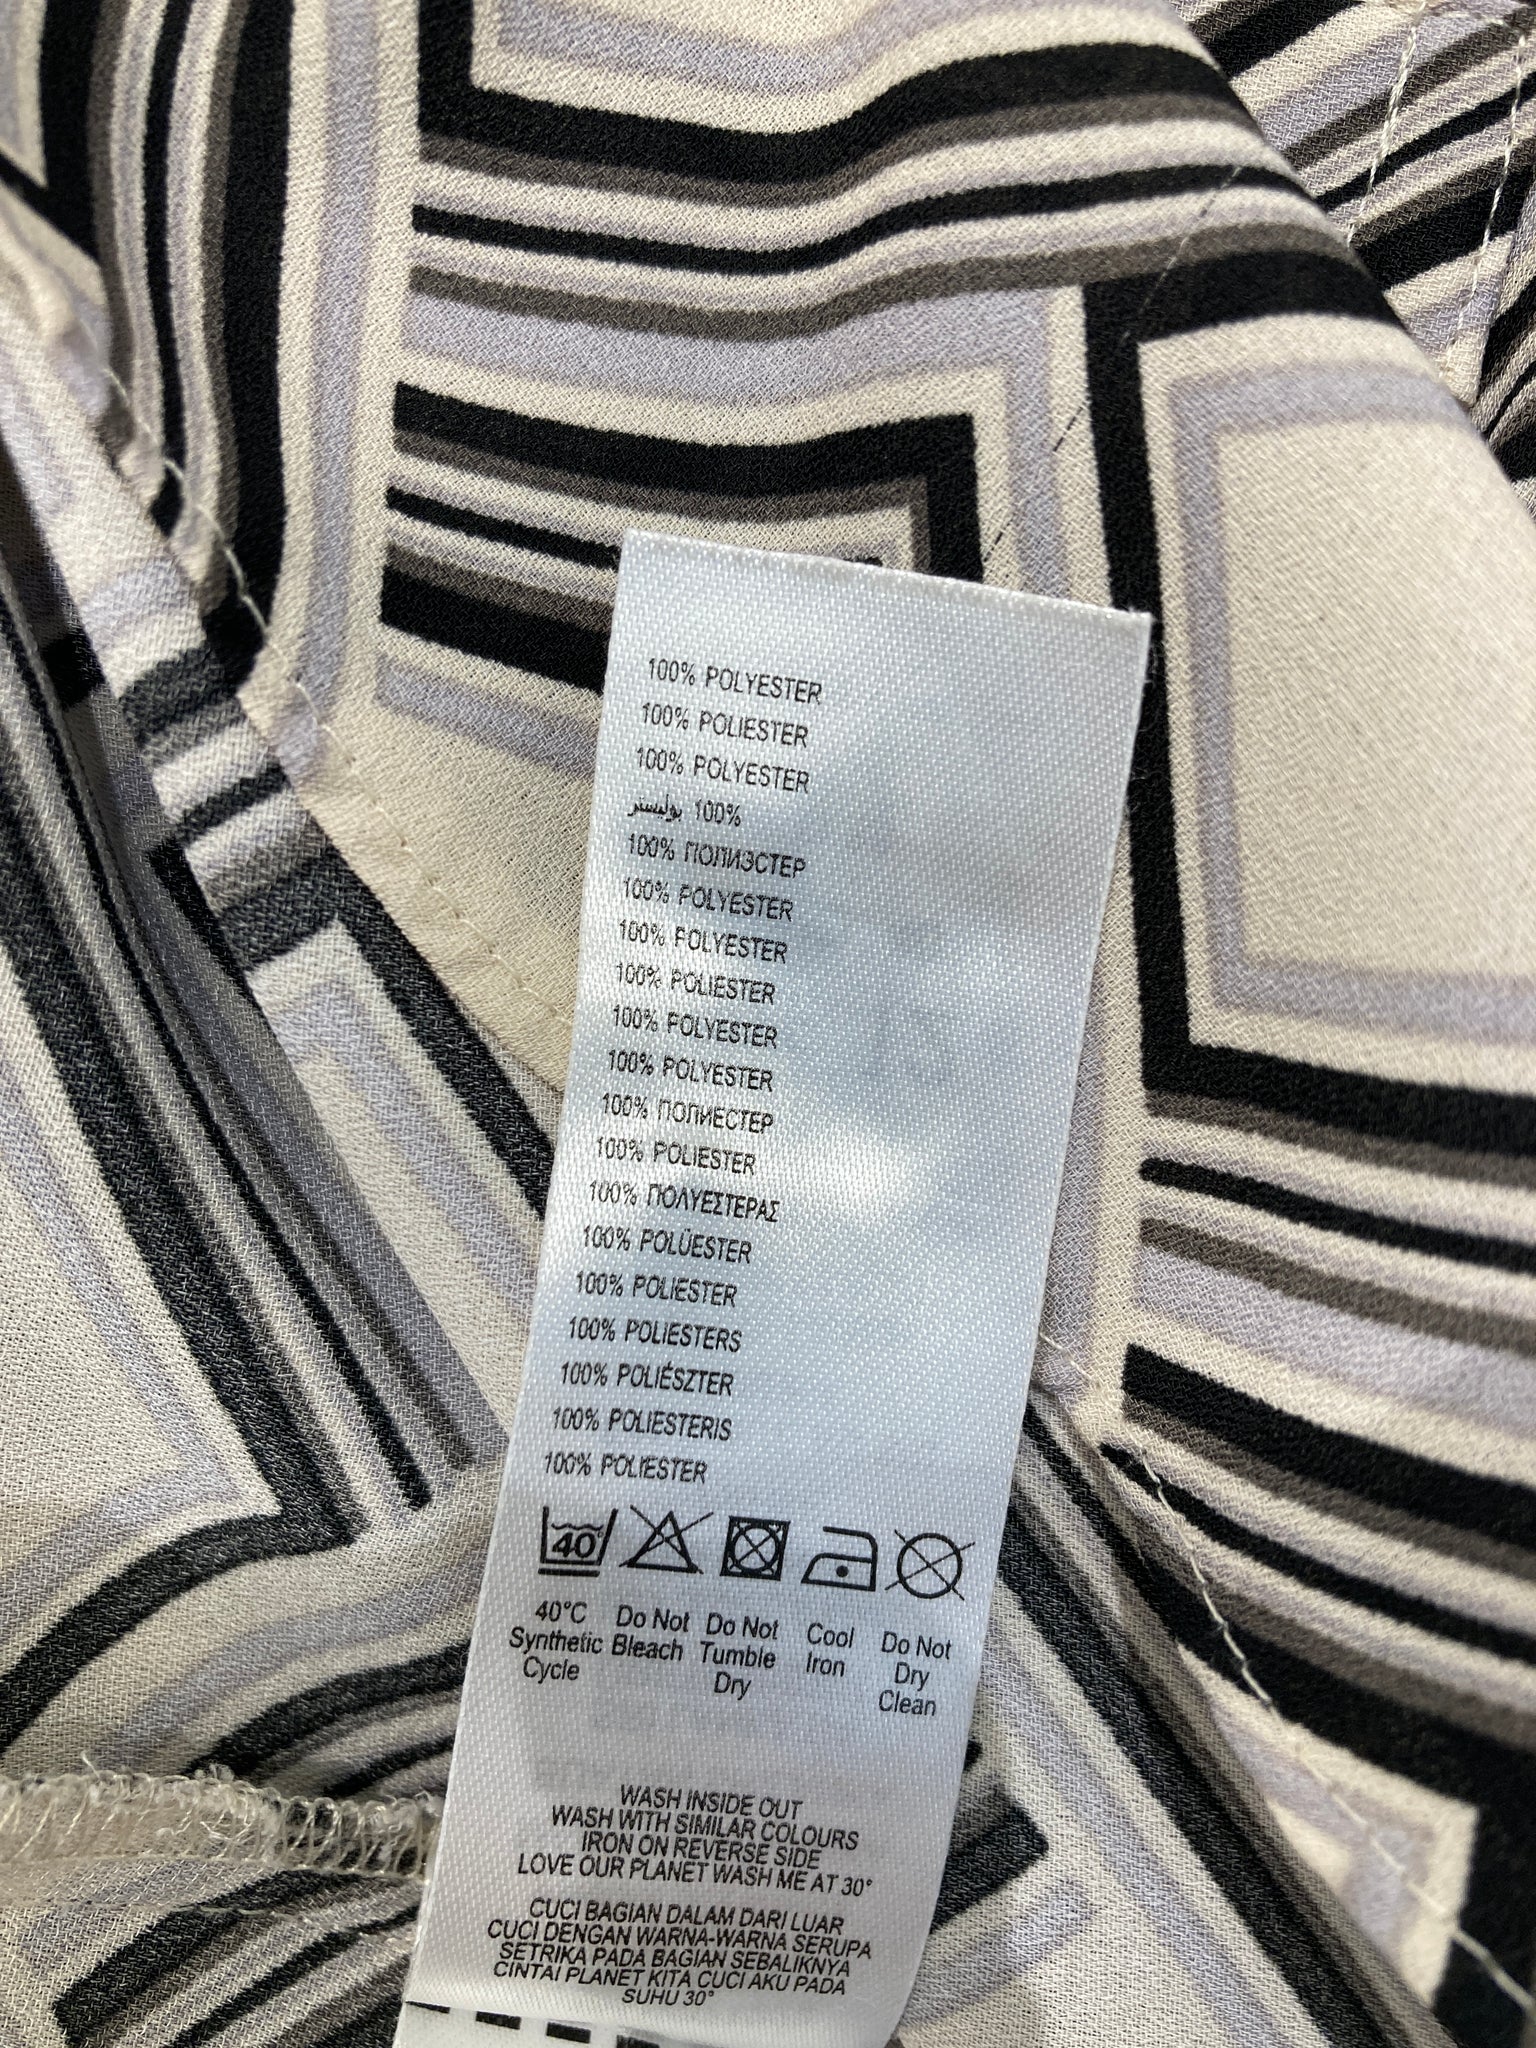 100% POLYESTER
100% POLIESTER
100% POLYESTER
100% بوليستر
100% ПОЛИЭСТЕР
100% POLYESTER
100% POLYESTER
100% POLIESTER
100% POLYESTER
100% POLYESTER
100% ПОЛИЕСТЕР
100% POLIESTER
100% ΠΟΛΥΕΣΤΕΡΑΣ
100% POLÜESTER
100% POLIESTER
100% POLIESTERS
100% POLIÉSZTER
100% POLIESTERIS
100% POLIESTER
40
40°C Synthetic Cycle
Do Not Bleach
Do Not Tumble Dry
Cool Iron
Do Not Dry Clean
WASH INSIDE OUT
WASH WITH SIMILAR COLOURS
IRON ON REVERSE SIDE
LOVE OUR PLANET WASH ME AT 30°
CUCI BAGIAN DALAM DARI LUAR
CUCI DENGAN WARNA-WARNA SERUPA
SETRIKA PADA BAGIAN SEBALIKNYA
CINTAI PLANET KITA CUCI AKU PADA
SUHU 30°